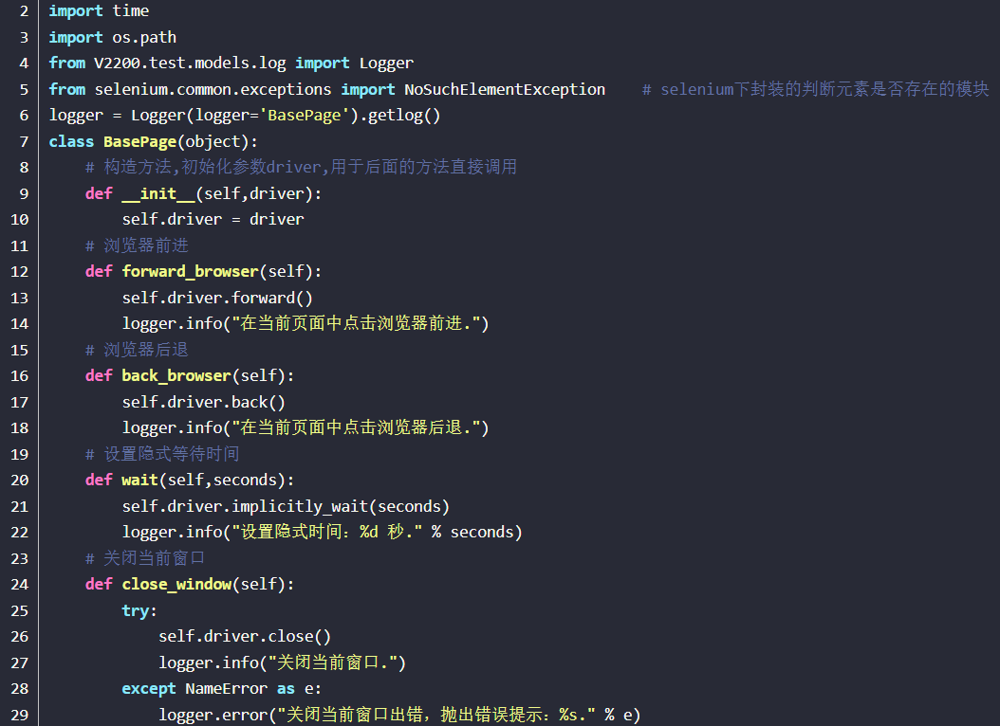 2 import time
3 import os.path
4 from V2200.test.models.log import Logger
5 from selenium.common.exceptions import NoSuchElementException    # selenium下封装的判断元素是否存在的模块
6 logger = Logger(logger='BasePage').getlog()
7 class BasePage(object):
8     # 构造方法,初始化参数driver,用于后面的方法直接调用
9     def __init__(self,driver):
10         self.driver = driver
11     # 浏览器前进
12     def forward_browser(self):
13         self.driver.forward()
14         logger.info("在当前页面中点击浏览器前进.")
15     # 浏览器后退
16     def back_browser(self):
17         self.driver.back()
18         logger.info("在当前页面中点击浏览器后退.")
19     # 设置隐式等待时间
20     def wait(self,seconds):
21         self.driver.implicitly_wait(seconds)
22         logger.info("设置隐式时间：%d 秒." % seconds)
23     # 关闭当前窗口
24     def close_window(self):
25         try:
26             self.driver.close()
27             logger.info("关闭当前窗口.")
28         except NameError as e:
29             logger.error("关闭当前窗口出错，抛出错误提示：%s." % e)